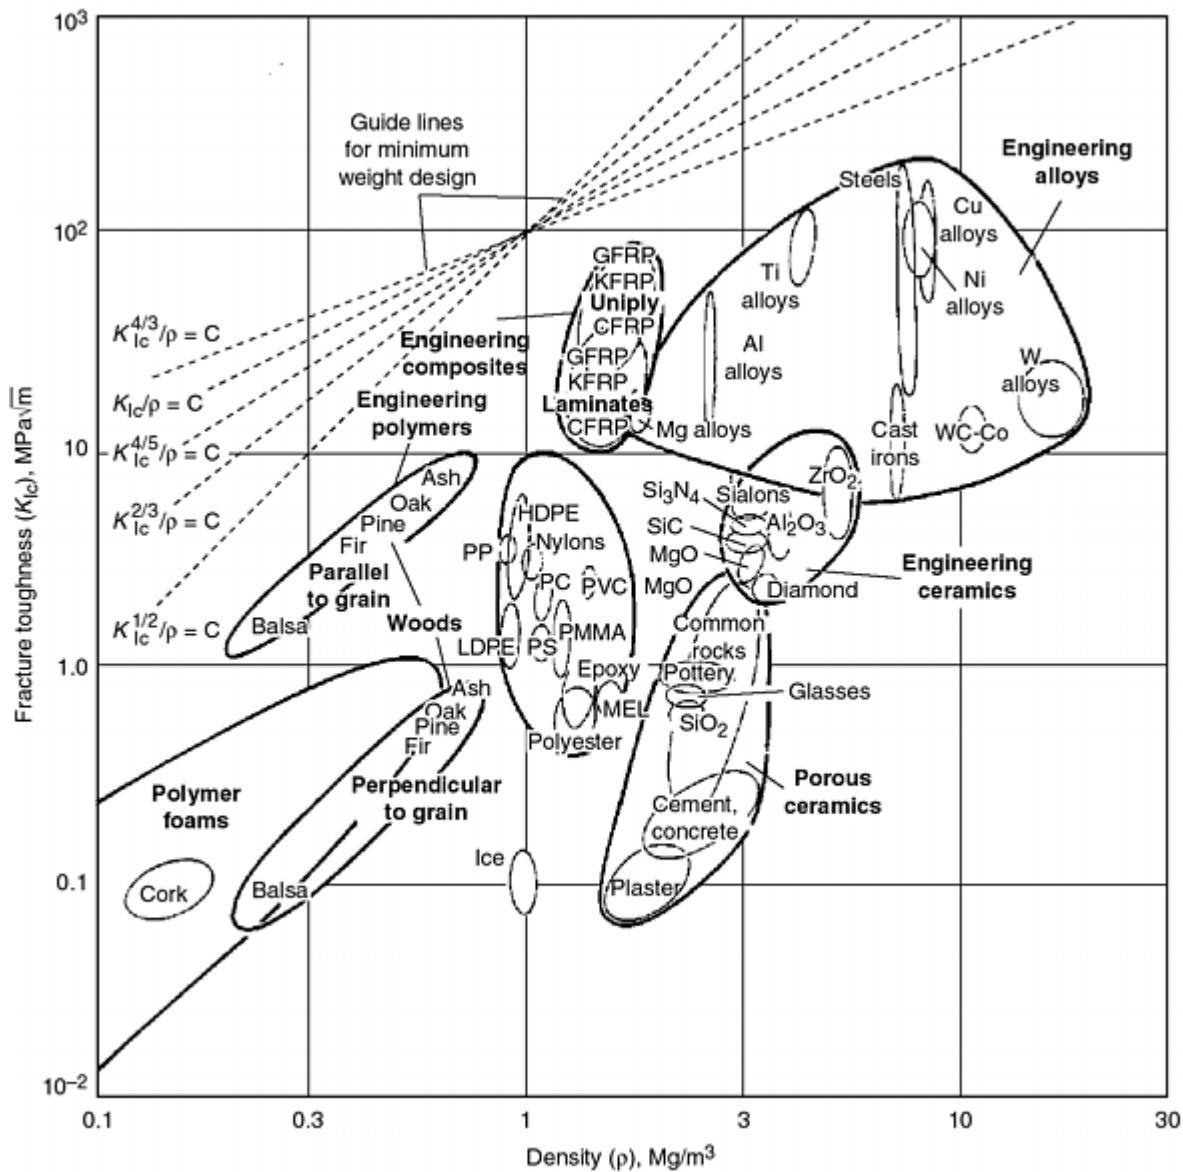 10³
Guide lines
for minimum
weight design
Engineering
alloys
Steels
Cu
alloys
10²
GFRP
KFRP
Uniply
CFRP
Ti
alloys
Ni
alloys
K_Ic^4/3/ρ = C
Engineering
composites
GFRP
KFRP
Laminates
CFRP
Al
alloys
W
alloys
K_Ic/ρ = C
Engineering
polymers
Mg alloys
Cast
irons
WC-Co
10
K_Ic^4/5/ρ = C
Ash
Oak
Pine
Fir
Parallel
to grain
Balsa
K_Ic^2/3/ρ = C
HDPE
PP
Nylons
PC
PVC
Si₃N₄
Sialons
ZrO₂
SiC
Al₂O₃
MgO
MgO
Diamond
Engineering
ceramics
K_Ic^1/2/ρ = C
Woods
LDPE
PS
PMMA
Common
rocks
1.0
Epoxy
Pottery
Glasses
Ash
Oak
Pine
Fir
MEL
SiO₂
Polyester
Polymer
foams
Perpendicular
to grain
Porous
ceramics
Cement,
concrete
Ice
0.1
Cork
Balsa
Plaster
10⁻²
0.1
0.3
1
3
10
30
Fracture toughness (K_Ic), MPa√m
Density (ρ), Mg/m³